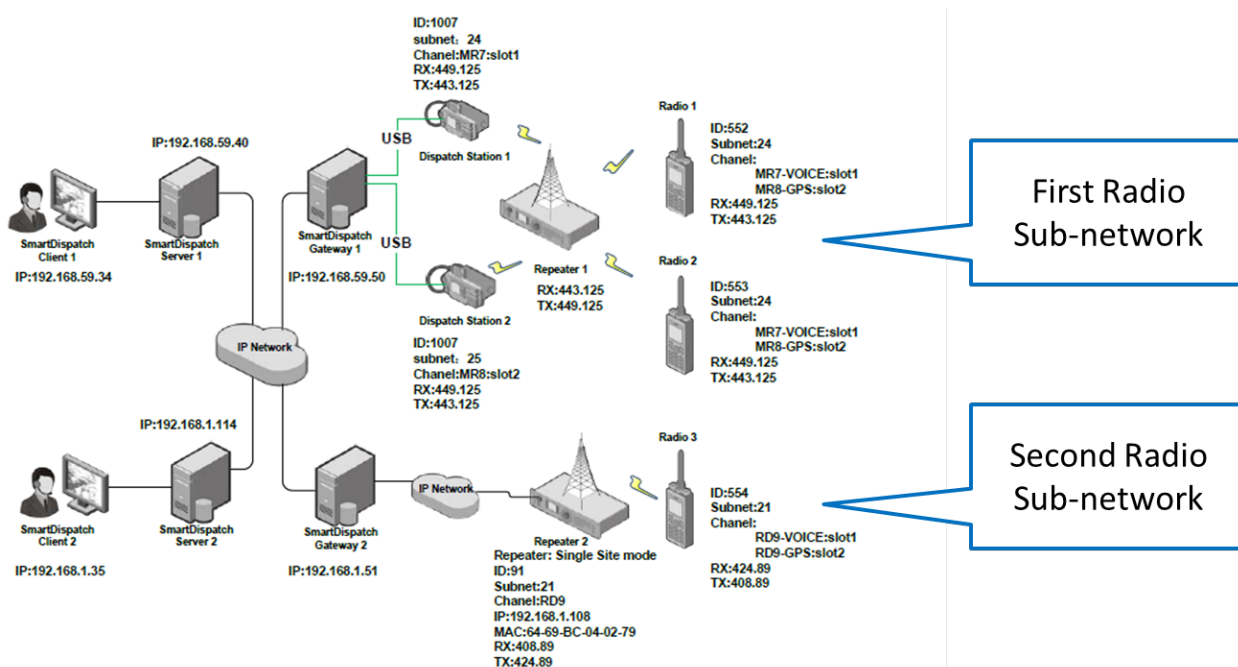 ID:1007
subnet: 24
Chanel:MR7:slot1
RX:449.125
TX:443.125
USB
Dispatch Station 1
IP:192.168.59.40
SmartDispatch
Client 1
IP:192.168.59.34
SmartDispatch
Server 1
SmartDispatch
Gateway 1
IP:192.168.59.50
USB
Dispatch Station 2
ID:1007
subnet: 25
Channel:MR8:slot2
RX:449.125
TX:443.125
Repeater 1
RX:443.125
TX:449.125
Radio 1
ID:552
Subnet:24
Chanel:
MR7-VOICE:slot1
MR8-GPS:slot2
RX:449.125
TX:443.125
Radio 2
ID:553
Subnet:24
Chanel:
MR7-VOICE:slot1
MR8-GPS:slot2
RX:449.125
TX:443.125
First Radio
Sub-network
IP Network
IP:192.168.1.114
SmartDispatch
Client 2
IP:192.168.1.35
SmartDispatch
Server 2
SmartDispatch
Gateway 2
IP:192.168.1.51
IP Network
Repeater 2
Repeater: Single Site mode
ID:91
Subnet:21
Chanel:RD9
IP:192.168.1.108
MAC:64-69-BC-04-02-79
RX:408.89
TX:424.89
Radio 3
ID:554
Subnet:21
Channel:
RD9-VOICE:slot1
RD9-GPS:slot2
RX:424.89
TX:408.89
Second Radio
Sub-network